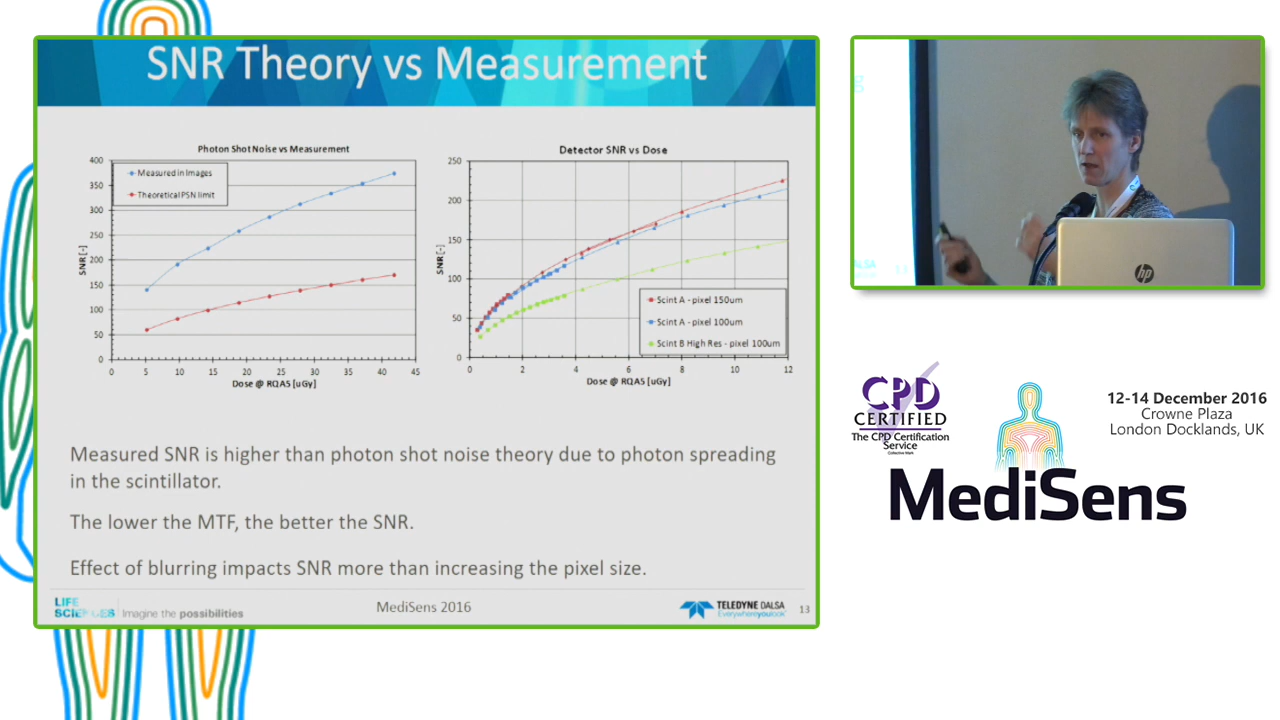 SNR Theory vs Measurement
Photon Shot Noise vs Measurement
400
350
300
250
200
150
100
50
0
SNR [-]
Measured in Images
Theoretical PSN limit
0 5 10 15 20 25 30 35 40 45
Dose @ RQA5 [uGy]
Detector SNR vs Dose
250
200
150
100
50
0
SNR [-]
Scint A - pixel 150um
Scint A - pixel 100um
Scint B High Res - pixel 100um
0 2 4 6 8 10 12
Dose @ RQA5 [uGy]
Measured SNR is higher than photon shot noise theory due to photon spreading
in the scintillator.
The lower the MTF, the better the SNR.
Effect of blurring impacts SNR more than increasing the pixel size.
LIFE
SCIENCES
Imagine the possibilities
MediSens 2016
TELEDYNE DALSA
Everywhereyoulook
13
hp
CPD
CERTIFIED
The CPD Certification
Service
Collective Mark
12-14 December 2016
Crowne Plaza
London Docklands, UK
MediSens